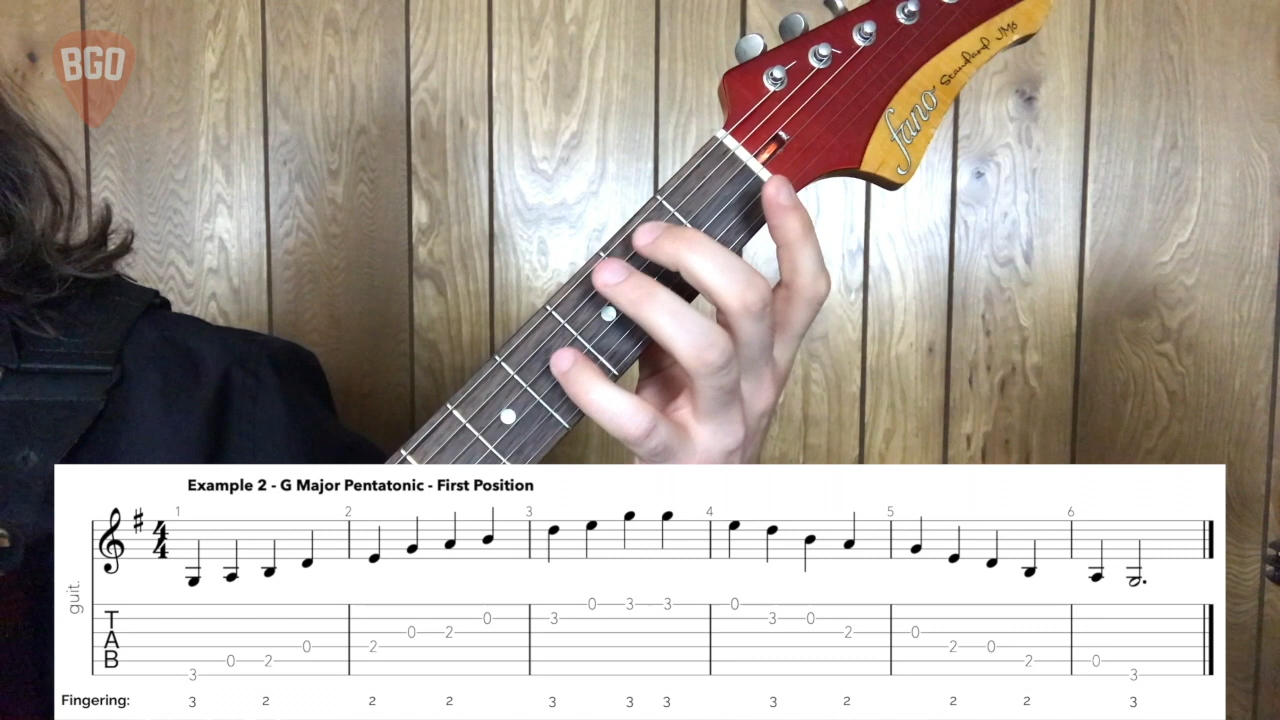 BGO
fano Standard JM6
Example 2 - G Major Pentatonic - First Position
1 2 3 4 5 6
4
4
guit.
T
A
B
0 3 3 0
0 3 3 0
0 2 2 0
0 2 2 0
0 2 2 0
3 3
Fingering: 3 2 2 2 3 3 3 3 2 2 2 3